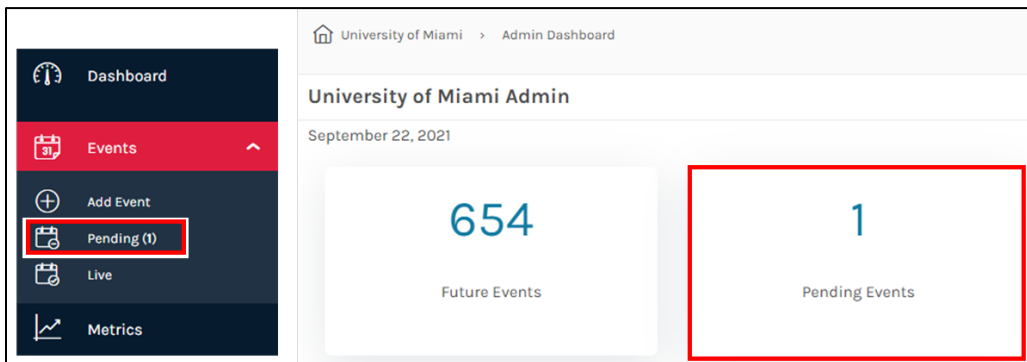 University of Miami > Admin Dashboard
Dashboard
University of Miami Admin
September 22, 2021
31
Events
Add Event
Pending (1)
Live
Metrics
654
Future Events
1
Pending Events